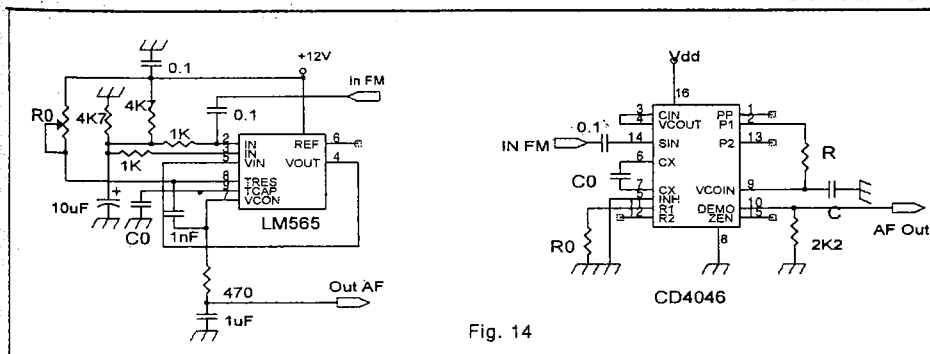 0.1
+12V
In FM
0.1
R0
4K7
4K7
1K
1K
2
3
5
8
9
7
IN
IN
VIN
TRES
TCAP
VCON
REF
VOUT
6
4
LM565
10uF
C0
1nF
470
Out AF
1uF
Vdd
16
3
4
14
6
7
5
11
12
CIN
VCOUT
SIN
CX
CX
INH
R1
R2
PP
P1
P2
VCOIN
DEMO
ZEN
1
2
13
9
10
15
8
IN FM
0.1
C0
R0
R
C
2K2
AF Out
CD4046
Fig. 14